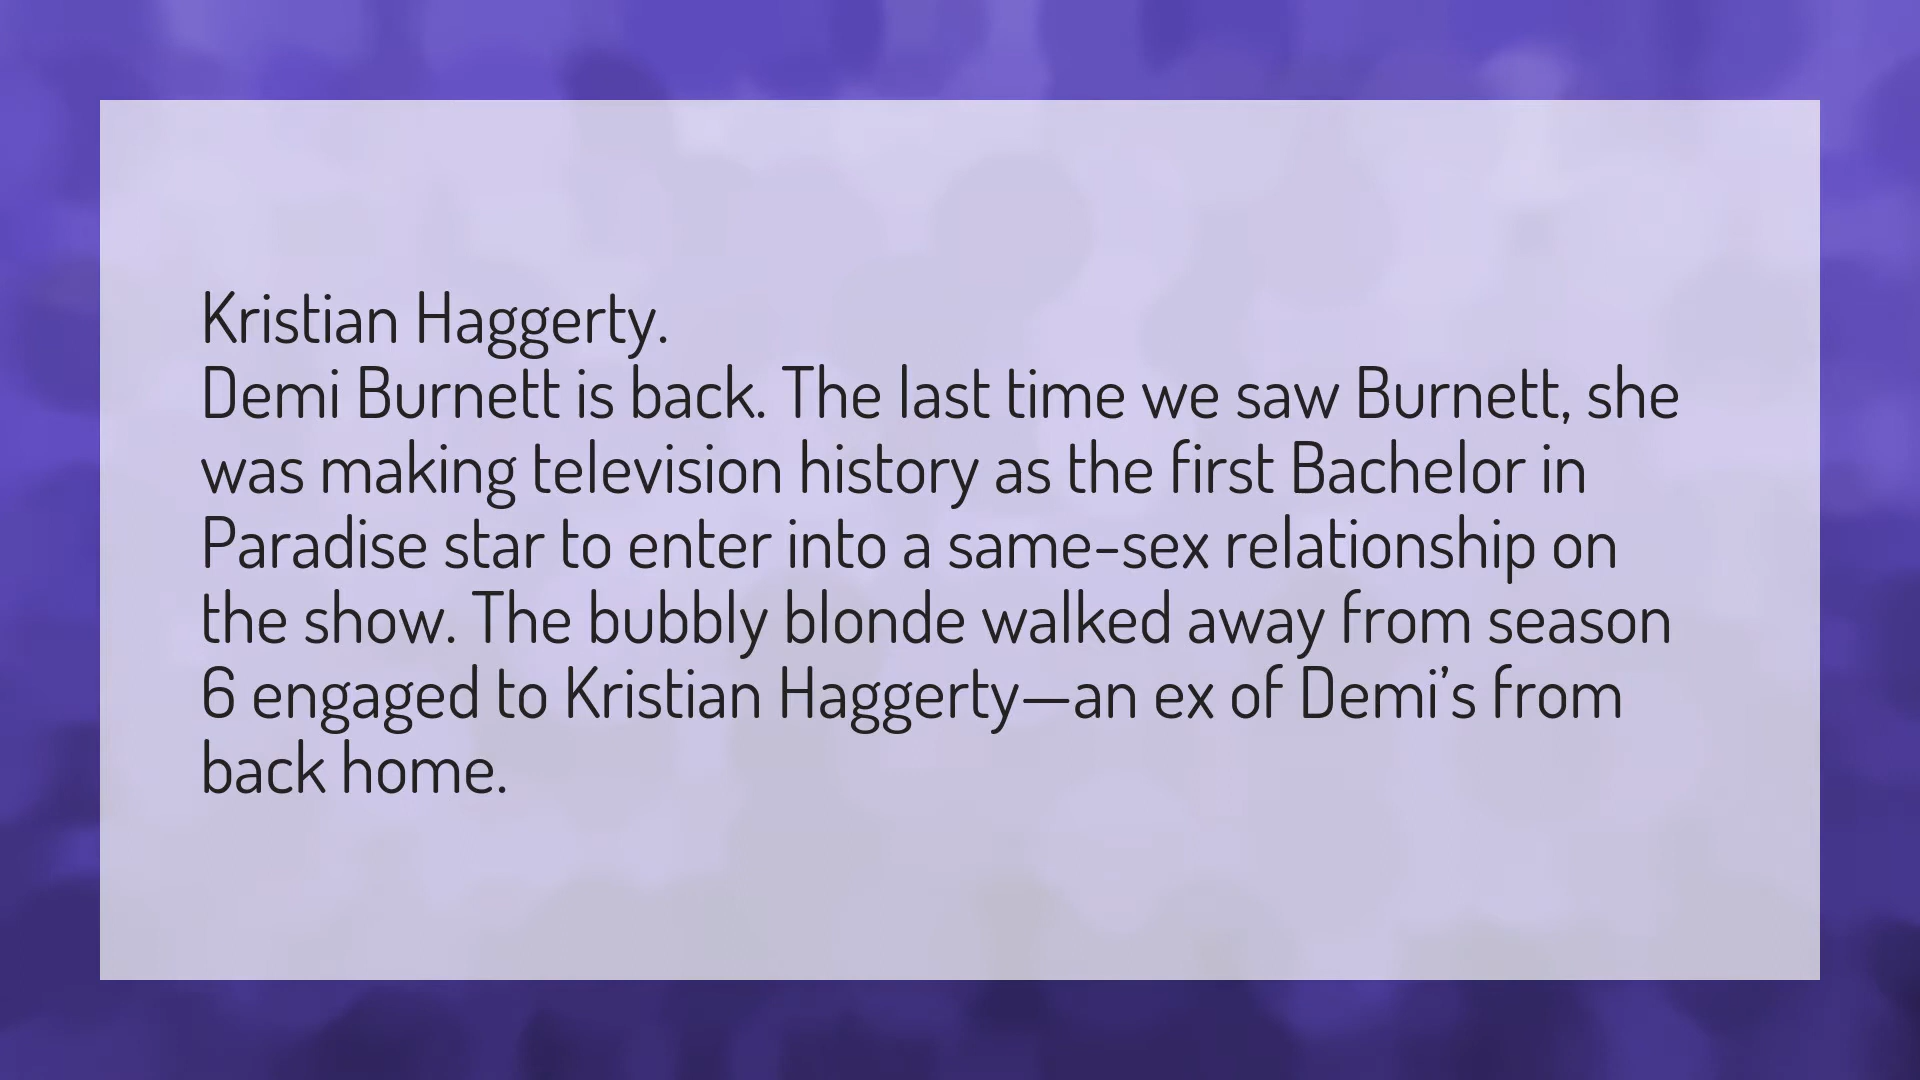 Kristian Haggerty.
Demi Burnett is back. The last time we saw Burnett, she
was making television history as the first Bachelor in
Paradise star to enter into a same-sex relationship on
the show. The bubbly blonde walked away from season
6 engaged to Kristian Haggerty—an ex of Demi’s from
back home.